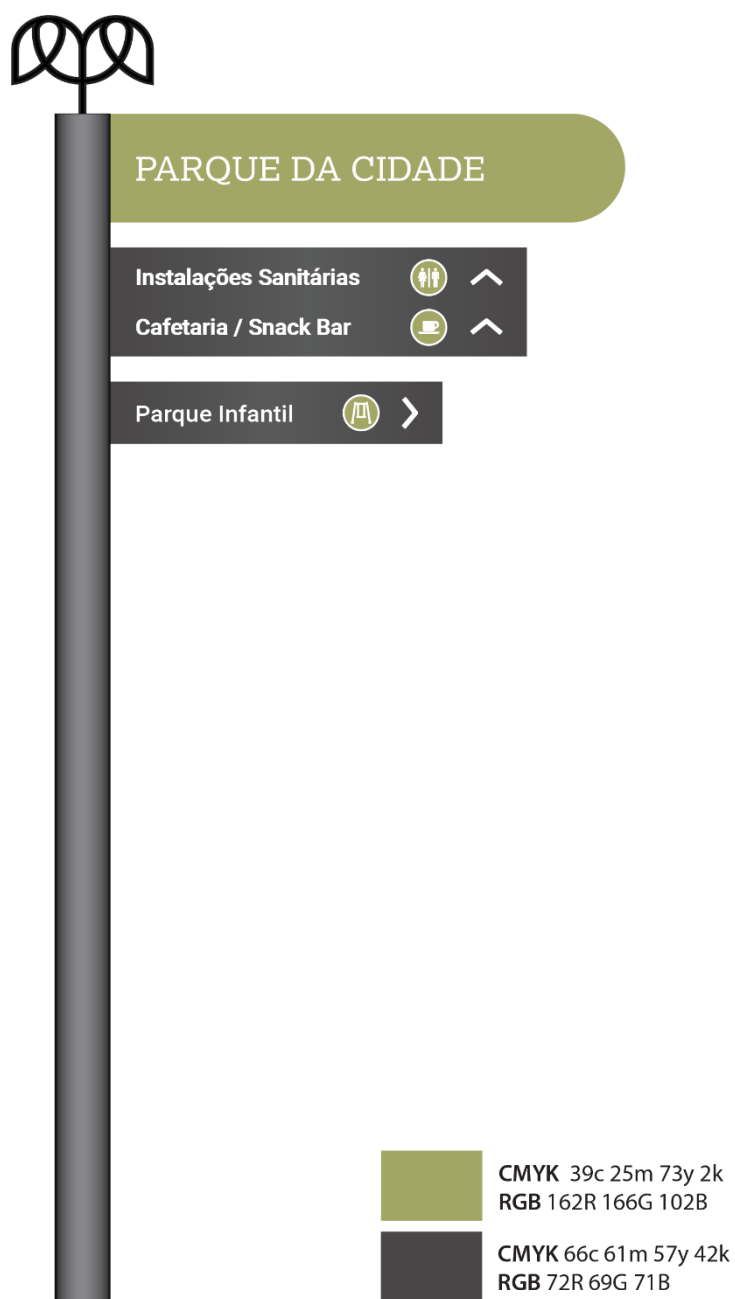 PARQUE DA CIDADE
Instalações Sanitárias
Cafetaria / Snack Bar
Parque Infantil
CMYK 39c 25m 73y 2k
RGB 162R 166G 102B
CMYK 66c 61m 57y 42k
RGB 72R 69G 71B